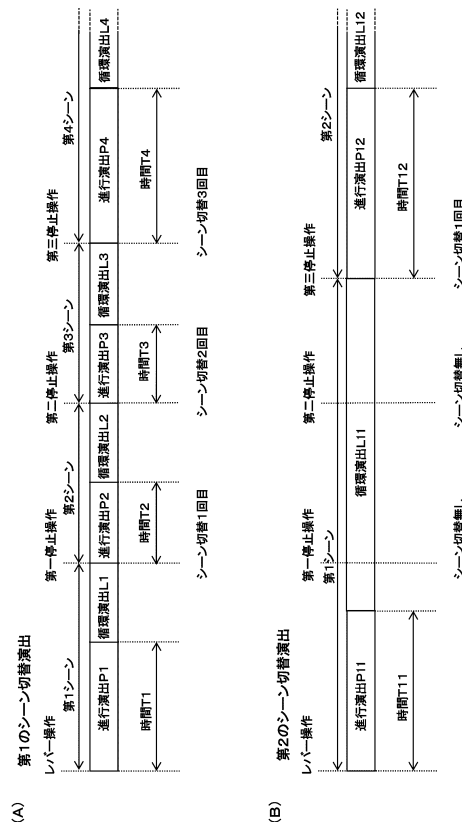 (A)
第1のシーン切替演出
レバー操作
第一停止操作
第二停止操作
第三停止操作
第1シーン
第2シーン
第3シーン
第4シーン
進行演出P1
循環演出L1
進行演出P2
循環演出L2
進行演出P3
循環演出L3
進行演出P4
循環演出L4
時間T1
時間T2
時間T3
時間T4
シーン切替1回目
シーン切替2回目
シーン切替3回目
(B)
第2のシーン切替演出
レバー操作
第一停止操作
第二停止操作
第三停止操作
第1シーン
第2シーン
進行演出P11
循環演出L11
進行演出P12
循環演出L12
時間T11
時間T12
シーン切替無し
シーン切替無し
シーン切替1回目